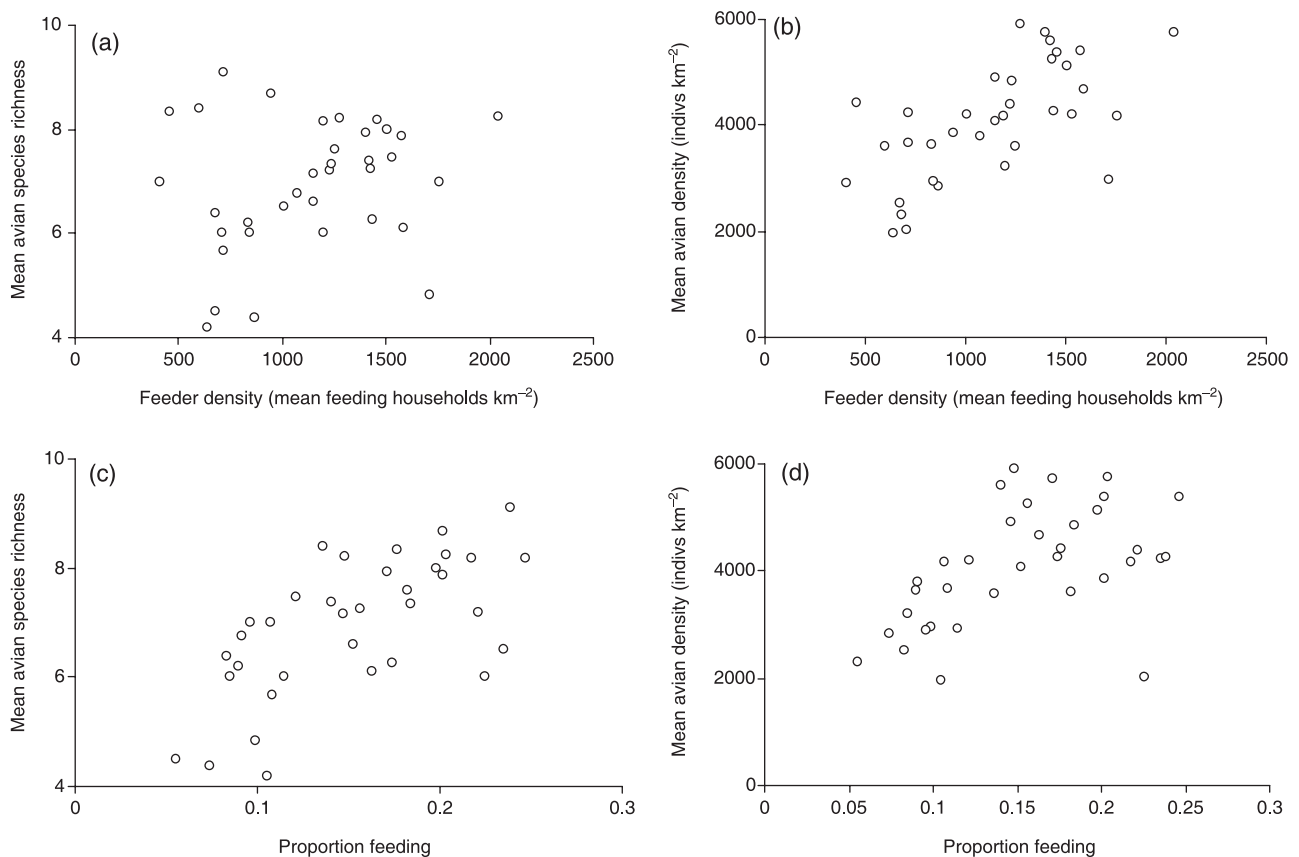 (a)
Mean avian species richness
10
8
6
4
0 500 1000 1500 2000 2500
Feeder density (mean feeding households km⁻²)
(b)
Mean avian density (indivs km⁻²)
6000
4000
2000
0
0 500 1000 1500 2000 2500
Feeder density (mean feeding households km⁻²)
(c)
Mean avian species richness
10
8
6
4
0 0.1 0.2 0.3
Proportion feeding
(d)
Mean avian density (indivs km⁻²)
6000
4000
2000
0
0 0.05 0.1 0.15 0.2 0.25 0.3
Proportion feeding